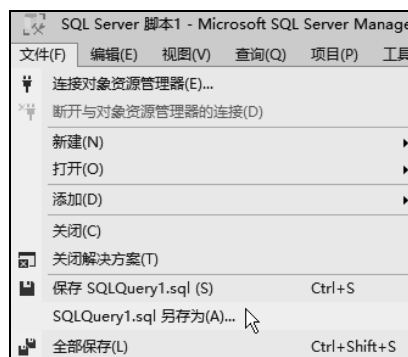 SQL Server 脚本1 - Microsoft SQL Server Manage
文件(F) 编辑(E) 视图(V) 查询(Q) 项目(P) 工具
连接对象资源管理器(E)...
断开与对象资源管理器的连接(D)
新建(N)
打开(O)
添加(D)
关闭(C)
关闭解决方案(T)
保存 SQLQuery1.sql (S) Ctrl+S
SQLQuery1.sql 另存为(A)...
全部保存(L) Ctrl+Shift+S